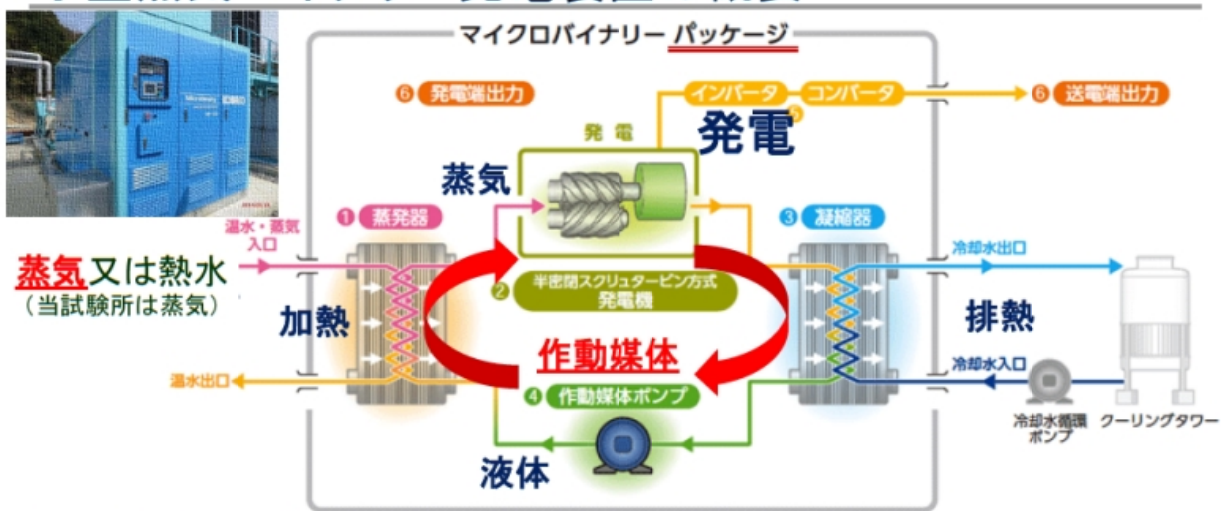 マイクロバイナリー パッケージ
⑥ 発電端出力
インバータ
コンバータ
⑥ 送電端出力
⑤
発電
発 電
蒸気
① 蒸発器
③ 凝縮器
温水・蒸気
入口
冷却水出口
蒸気又は熱水
(当試験所は蒸気)
② 半密閉スクリュタービン方式
発電機
加熱
排熱
作動媒体
温水出口
冷却水入口
④ 作動媒体ポンプ
液体
冷却水循環
ポンプ
クーリングタワー